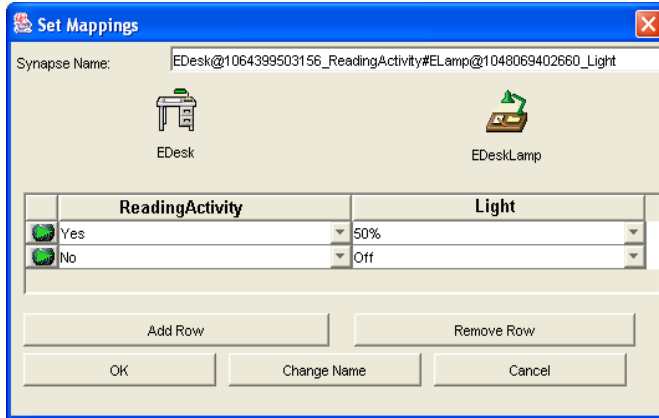 Set Mappings
Synapse Name: EDesk@1064399503156_ReadingActivity#ELamp@1048069402660_Light
EDesk EDeskLamp
ReadingActivity Light
Yes 50%
No Off
Add Row Remove Row
OK Change Name Cancel